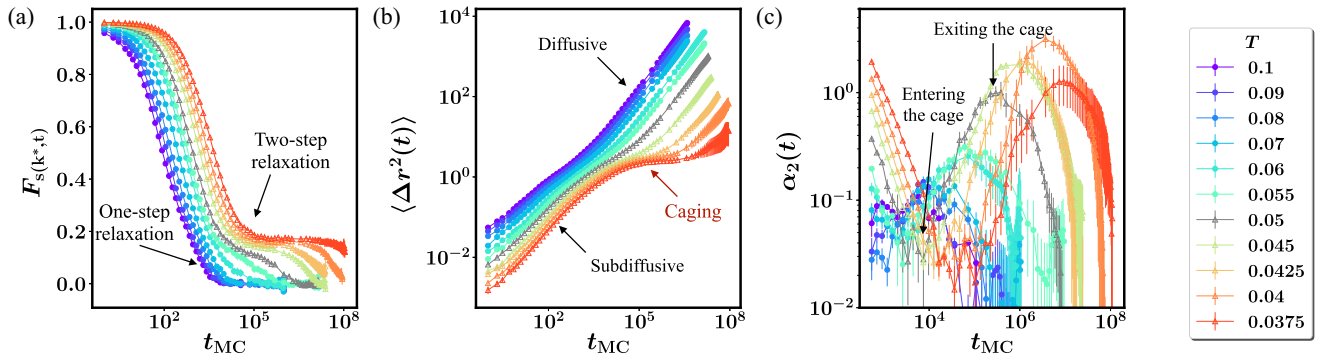 (a)
1.0
0.8
0.6
0.4
0.2
0.0
F_s(k*,t)
Two-step
relaxation
One-step
relaxation
10^2
10^5
10^8
t_MC
(b)
10^4
10^2
10^0
10^-2
⟨Δr^2(t)⟩
Diffusive
Caging
Subdiffusive
10^2
10^5
10^8
t_MC
(c)
10^0
10^-1
10^-2
α_2(t)
Exiting the cage
Entering
the cage
10^4
10^6
10^8
t_MC
T
0.1
0.09
0.08
0.07
0.06
0.055
0.05
0.045
0.0425
0.04
0.0375